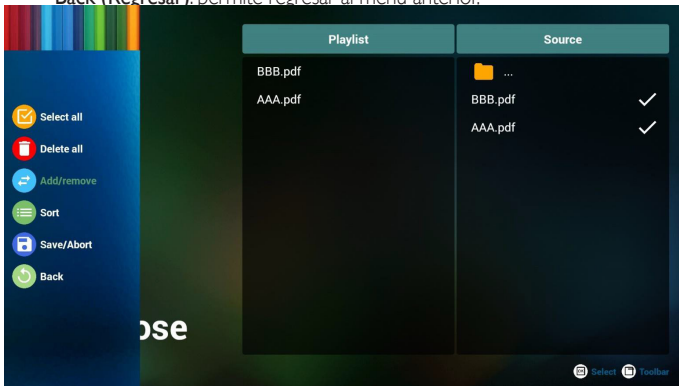 Back (Regresar): permite regresar al menú anterior.
Playlist
Source
BBB.pdf
AAA.pdf
...
BBB.pdf
AAA.pdf
Select all
Delete all
Add/remove
Sort
Save/Abort
Back
ose
OK Select
Toolbar